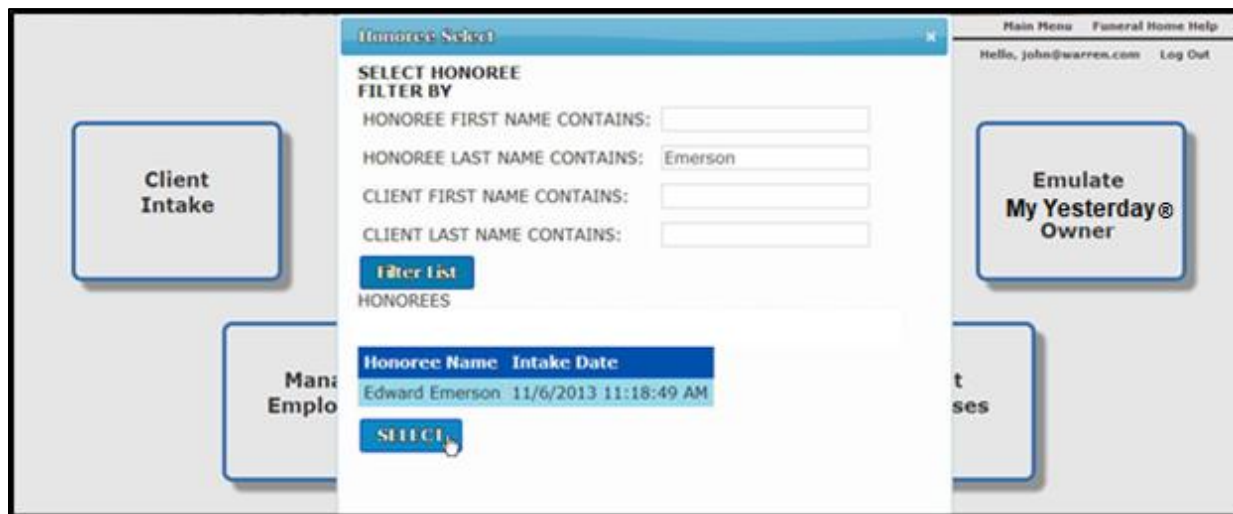 Main Menu Funeral Home Help
Hello, john@warren.com Log Out
Honoree Select
SELECT HONOREE
FILTER BY
HONOREE FIRST NAME CONTAINS:
HONOREE LAST NAME CONTAINS: Emerson
CLIENT FIRST NAME CONTAINS:
CLIENT LAST NAME CONTAINS:
Filter List
HONOREES
Honoree Name Intake Date
Edward Emerson 11/6/2013 11:18:49 AM
SELECT
Client
Intake
Emulate
My Yesterday®
Owner
Mana
Emplo
t
ses